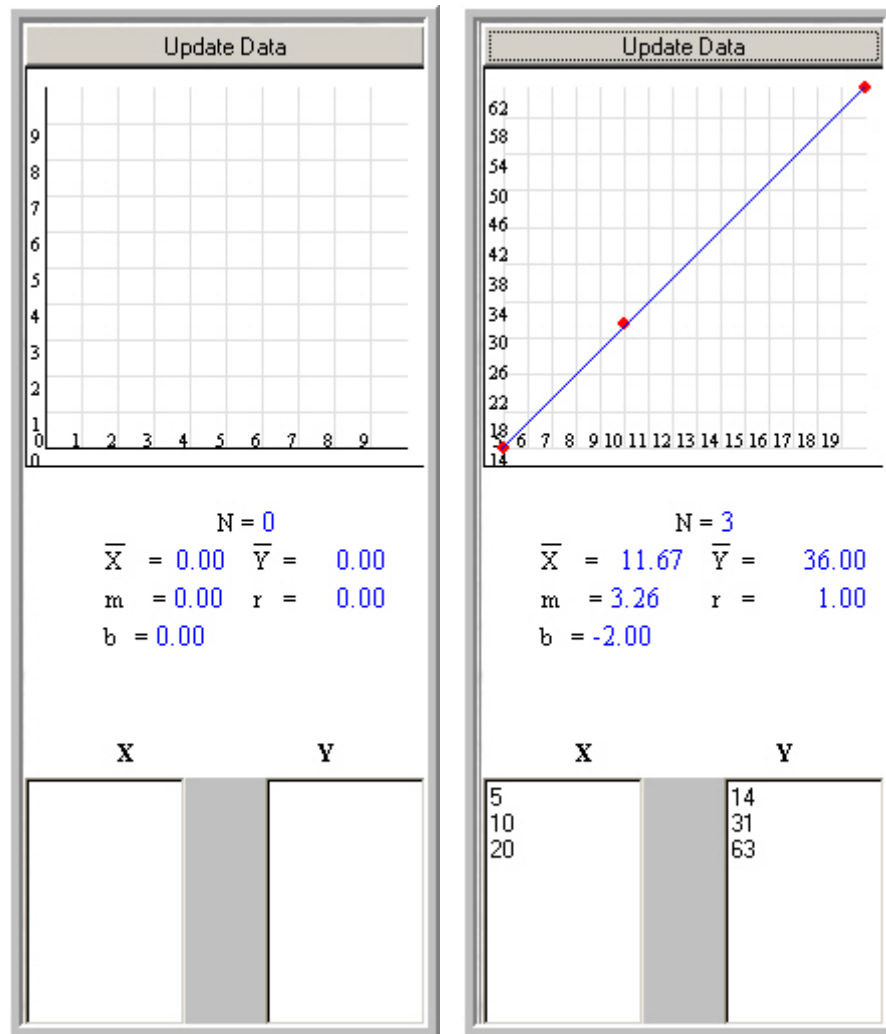 Update Data
9
8
7
6
5
4
3
2
1
0 1 2 3 4 5 6 7 8 9
0
N = 0
X = 0.00 Y = 0.00
m = 0.00 r = 0.00
b = 0.00
X Y
Update Data
62
58
54
50
46
42
38
34
30
26
22
18
6 7 8 9 10 11 12 13 14 15 16 17 18 19
14
N = 3
X = 11.67 Y = 36.00
m = 3.26 r = 1.00
b = -2.00
X Y
5 14
10 31
20 63